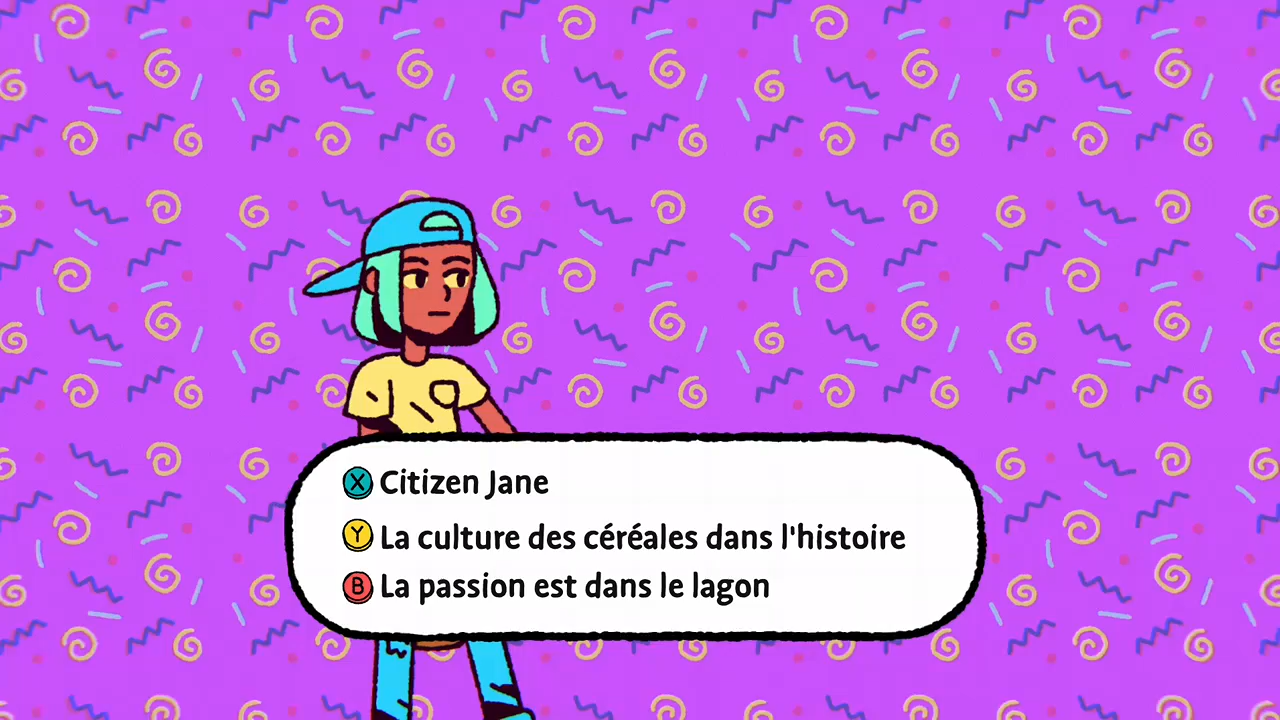 X Citizen Jane
Y La culture des céréales dans l'histoire
B La passion est dans le lagon